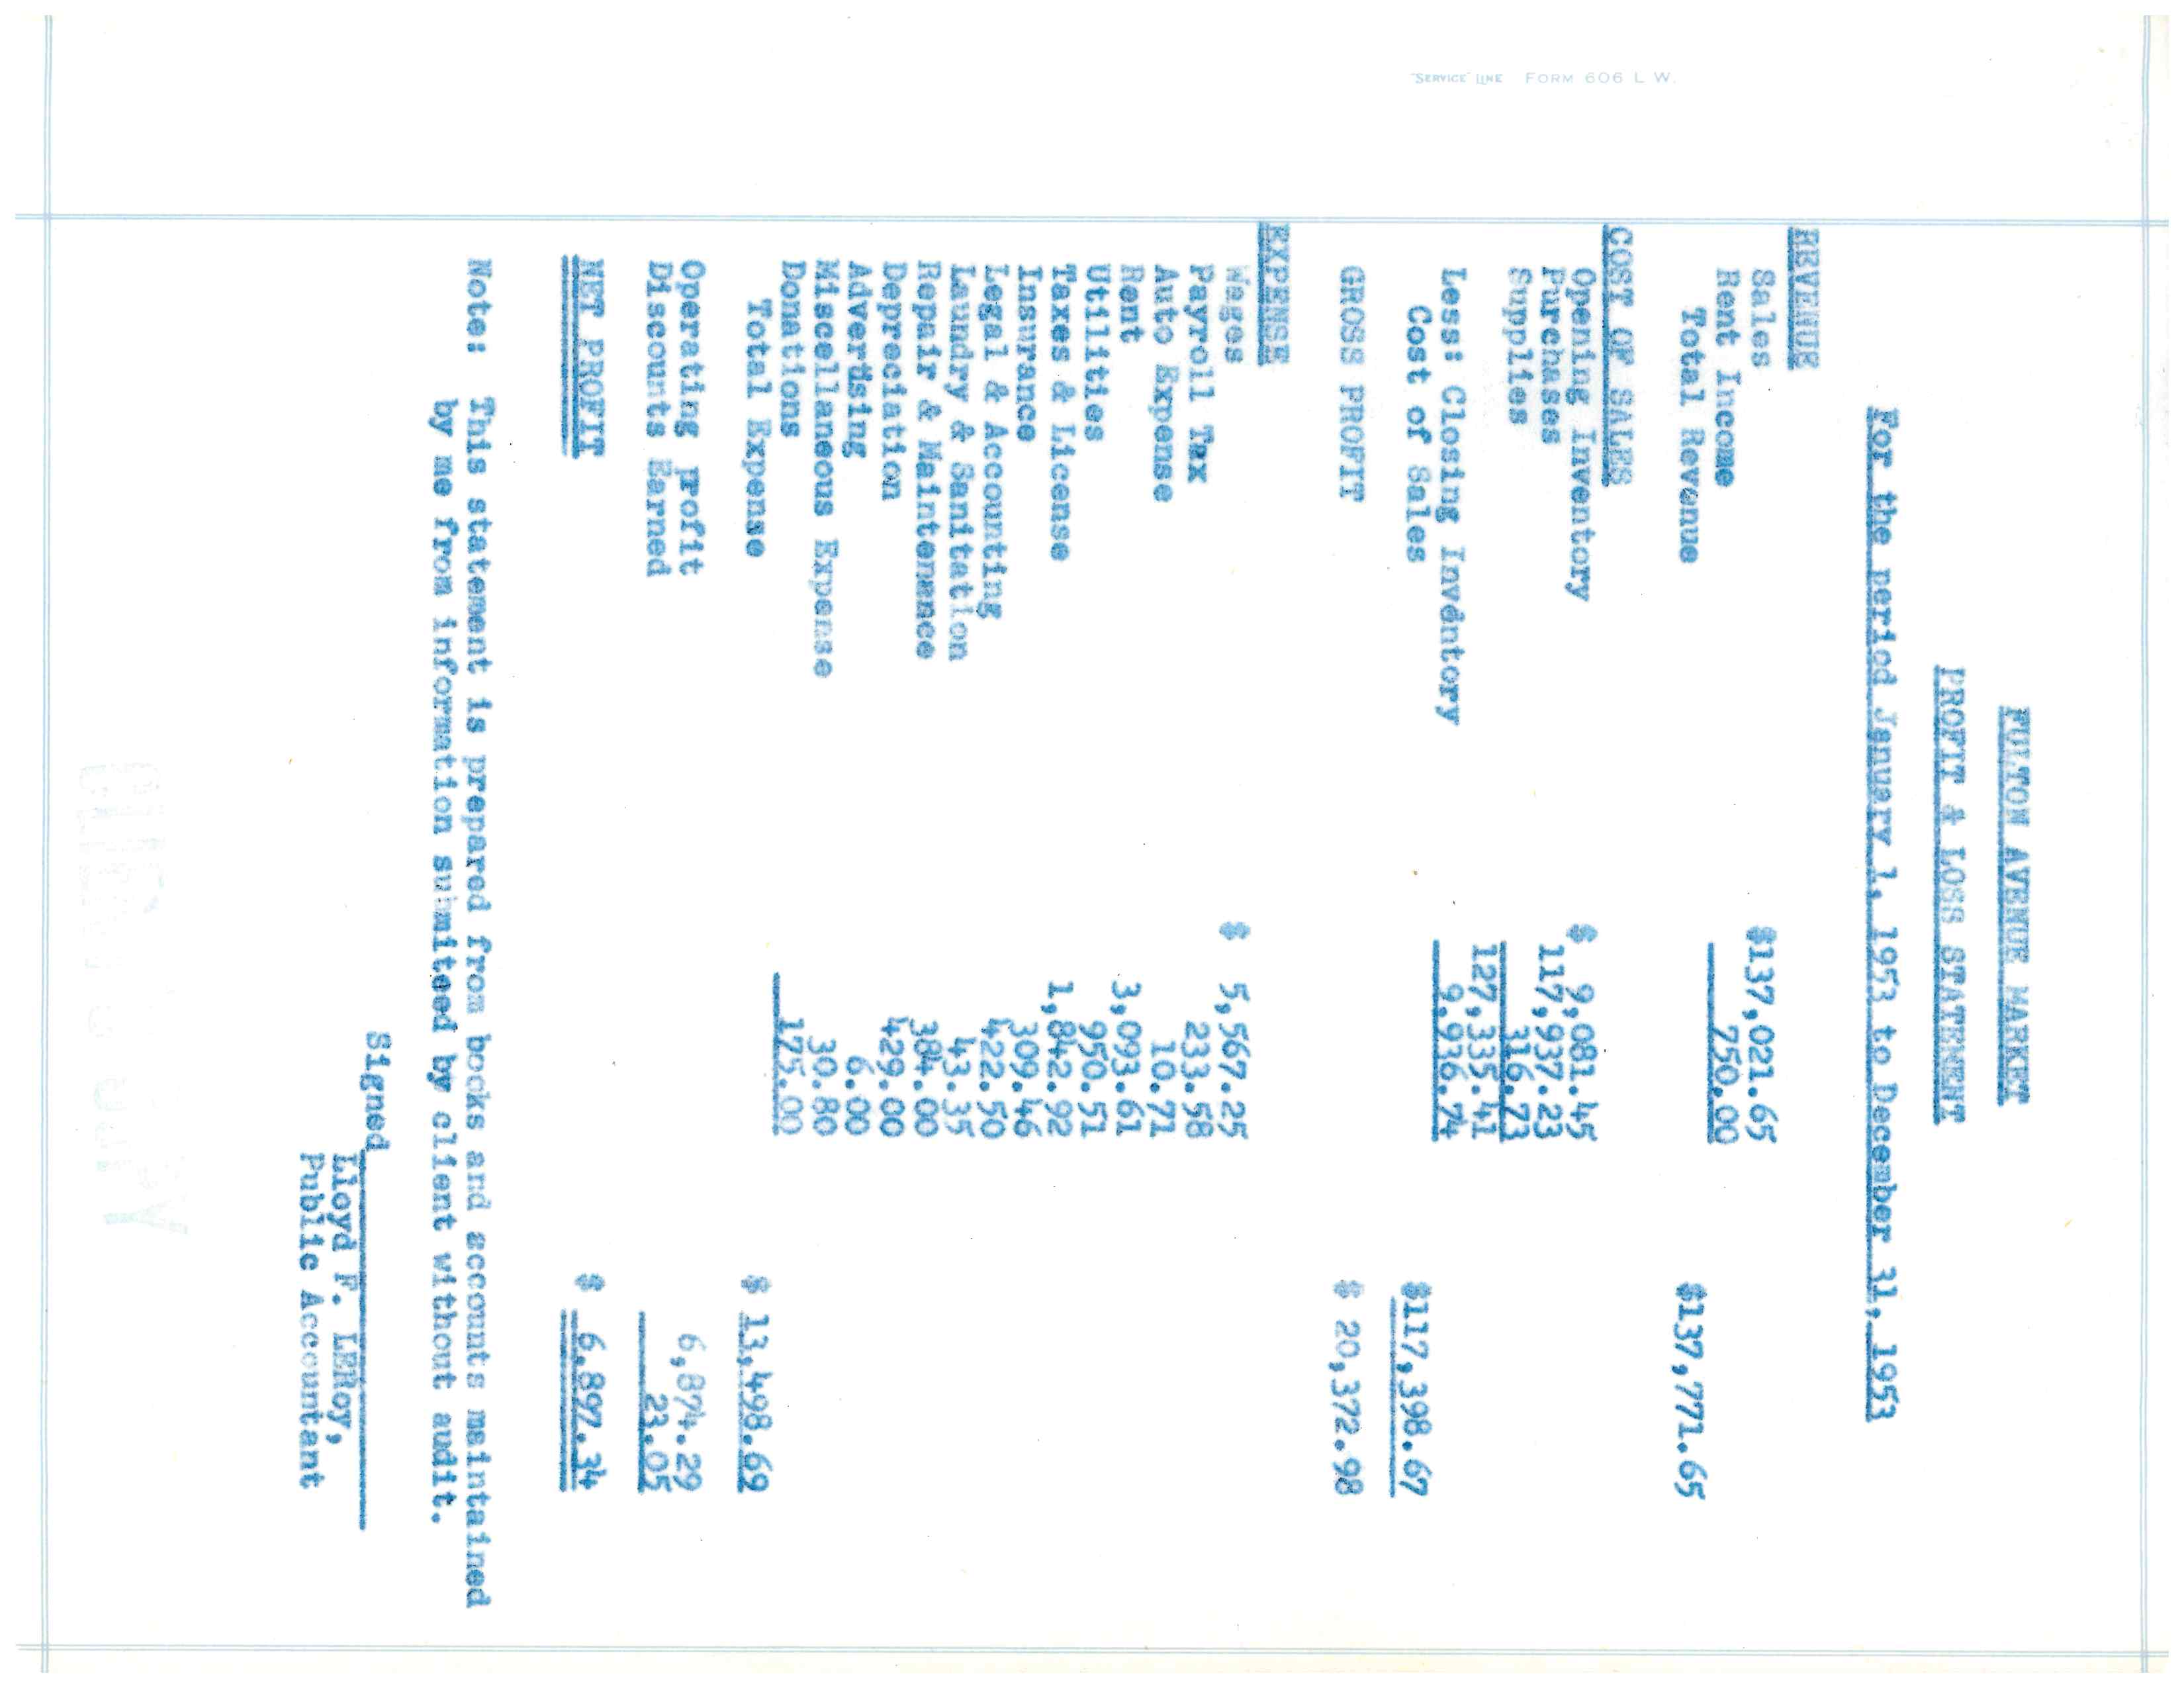 FULTON AVENUE MARKET
PROFIT & LOSS STATEMENT
For the period January 1, 1953 to December 31, 1953
REVENUE
Sales $137,021.65
Rent Income 750.00
Total Revenue $137,771.65
COST OF SALES
Opening Inventory $ 9,081.45
Purchases 117,937.23
Supplies 316.73
127,335.41
Less: Closing Inventory 9.936.74
Cost of Sales $117,398.67
GROSS PROFIT $ 20,372.98
EXPENSE
Wages $ 5,567.25
Payroll Tax 233.58
Auto Expense 10.71
Rent 3,093.61
Utilities 950.51
Taxes & License 1,842.92
Insurance 309.46
Legal & Accounting 422.50
Laundry & Sanitation 43.35
Repair & Maintenance 384.00
Depreciation 429.00
Advertising 6.00
Miscellaneous Expense 30.80
Donations 175.00
Total Expense $ 13,498.69
Operating profit 6,874.29
Discounts Earned 23.05
NET PROFIT $ 6.897.34
Note: This statement is prepared from books and accounts maintained
by me from information submiteed by client without audit.
Signed
Lloyd F. LERoy,
Public Accountant
"SERVICE" LINE FORM 606 L W.